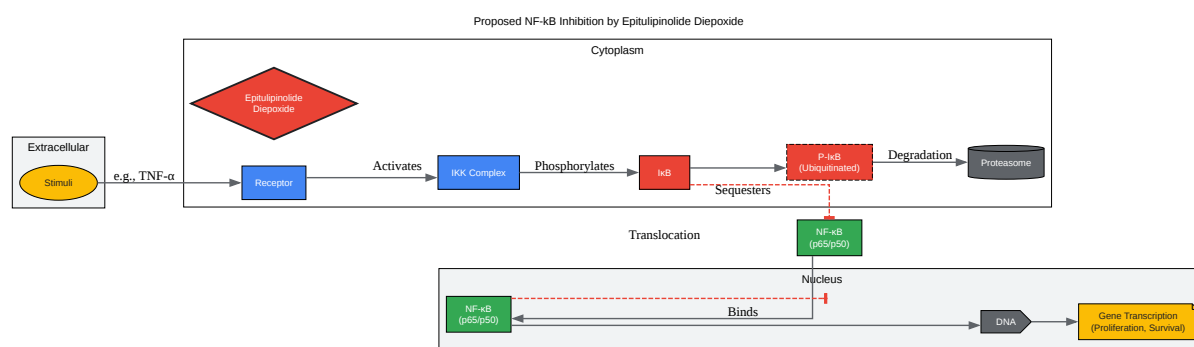 Proposed NF-kB Inhibition by Epitulipinolide Diepoxide
Cytoplasm
Epitulipinolide
Diepoxide
Extracellular
Stimuli
e.g., TNF-α
Receptor
Activates
IKK Complex
Phosphorylates
IκB
P-IκB
(Ubiquitinated)
Degradation
Proteasome
Sequesters
Translocation
NF-κB
(p65/p50)
Nucleus
NF-κB
(p65/p50)
Binds
DNA
Gene Transcription
(Proliferation, Survival)